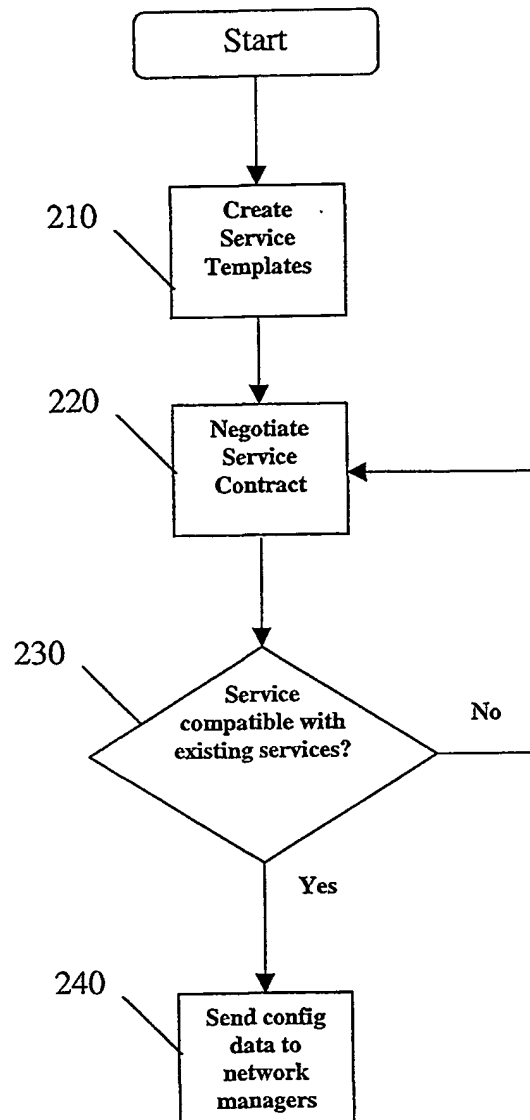 Start
210
Create
Service
Templates
220
Negotiate
Service
Contract
230
Service
compatible with
existing services?
No
Yes
240
Send config
data to
network
managers